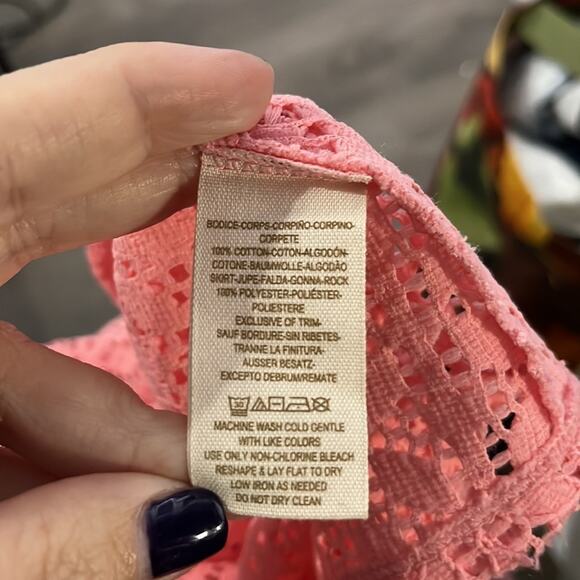 BODICE-CORPS-CORPIÑO-CORPINO-
CORPETE
100% COTTON-COTON-ALGODÓN-
COTONE-BAUMWOLLE-ALGODÃO
SKIRT-JUPE-FALDA-GONNA-ROCK
100% POLYESTER-POLIÉSTER-
POLIESTERE
EXCLUSIVE OF TRIM-
SAUF BORDURE-SIN RIBETES-
TRANNE LA FINITURA-
AUSSER BESATZ-
EXCEPTO DEBRUM/REMATE
30
MACHINE WASH COLD GENTLE
WITH LIKE COLORS
USE ONLY NON-CHLORINE BLEACH
RESHAPE & LAY FLAT TO DRY
LOW IRON AS NEEDED
DO NOT DRY CLEAN